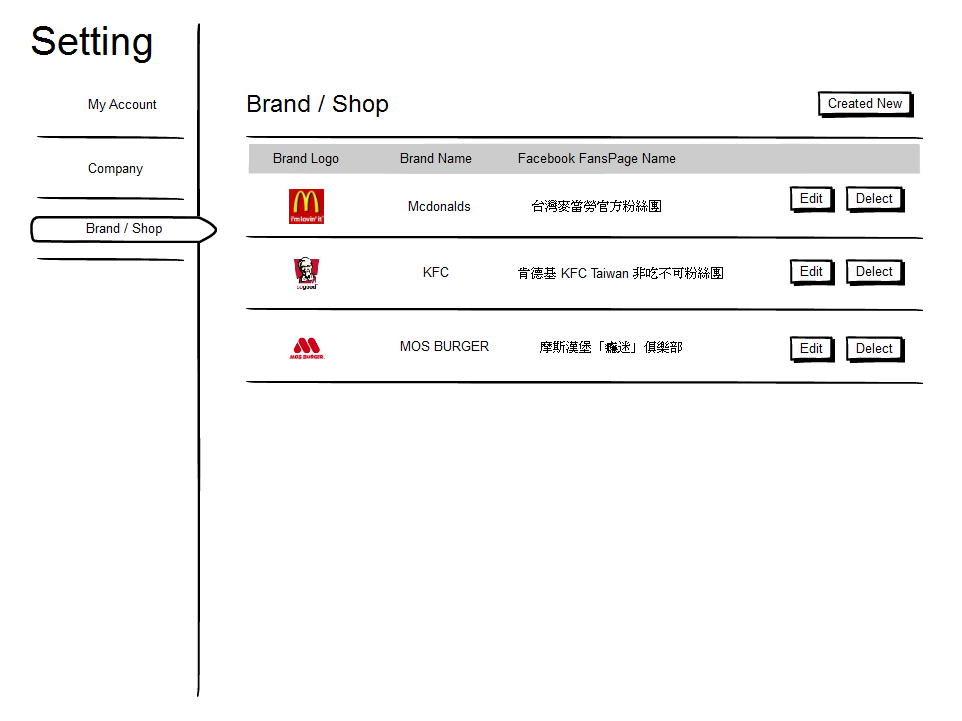 Setting
My Account
Company
Brand / Shop
Brand / Shop
Created New
Brand Logo Brand Name Facebook FansPage Name
i'm lovin' it
Mcdonalds 台灣麥當勞官方粉絲團 Edit Delect
so good
KFC 肯德基 KFC Taiwan 非吃不可粉絲團 Edit Delect
MOS BURGER.
MOS BURGER 摩斯漢堡「癮迷」俱樂部 Edit Delect